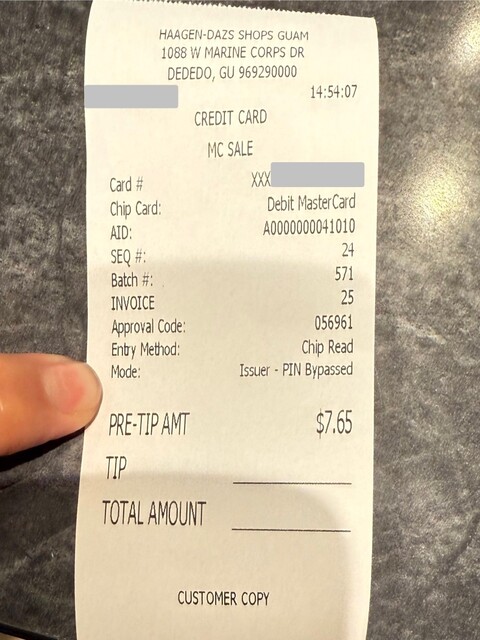 HAAGEN-DAZS SHOPS GUAM
1088 W MARINE CORPS DR
DEDEDO, GU 969290000
14:54:07
CREDIT CARD
MC SALE
Card # XXX
Chip Card: Debit MasterCard
AID: A0000000041010
SEQ #: 24
Batch #: 571
INVOICE 25
Approval Code: 056961
Entry Method: Chip Read
Mode: Issuer - PIN Bypassed
PRE-TIP AMT $7.65
TIP
TOTAL AMOUNT
CUSTOMER COPY